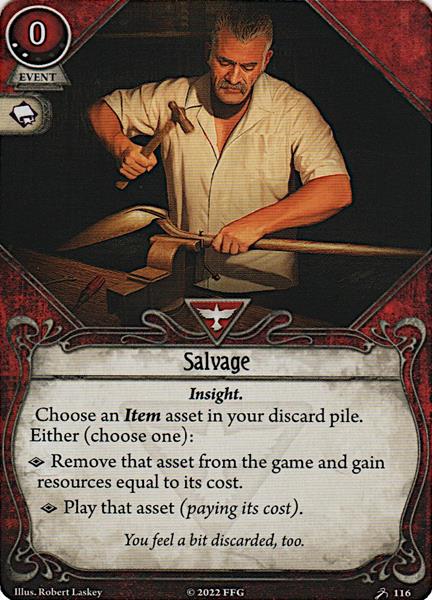 0
EVENT
Salvage
Insight.
Choose an Item asset in your discard pile.
Either (choose one):
Remove that asset from the game and gain
resources equal to its cost.
Play that asset (paying its cost).
You feel a bit discarded, too.
Illus. Robert Laskey © 2022 FFG 116